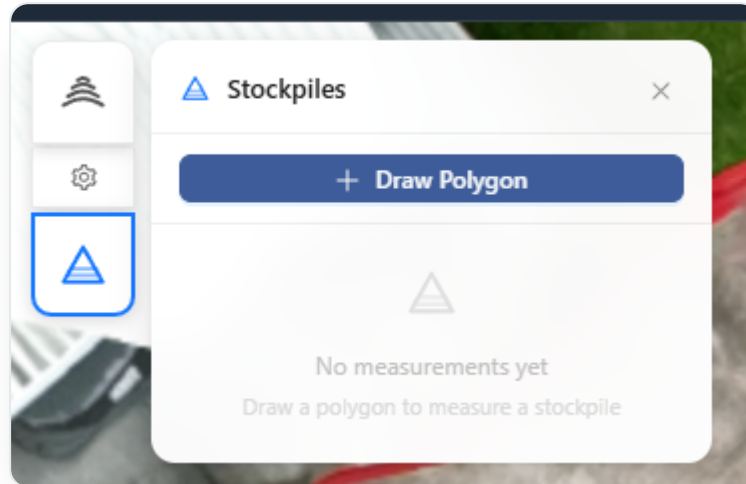 Stockpiles
Draw Polygon
No measurements yet
Draw a polygon to measure a stockpile